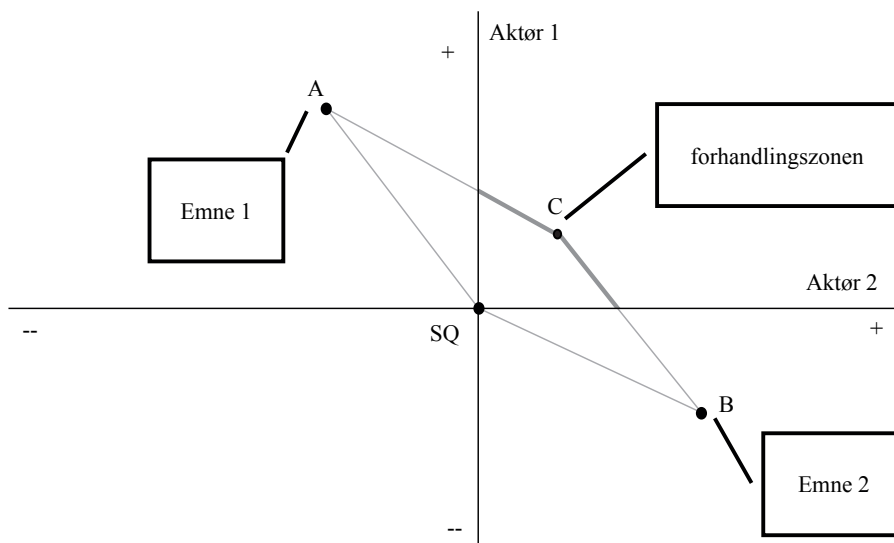 Aktør 1
+
A
forhandlingszonen
Emne 1
C
Aktør 2
--
SQ
+
B
Emne 2
--